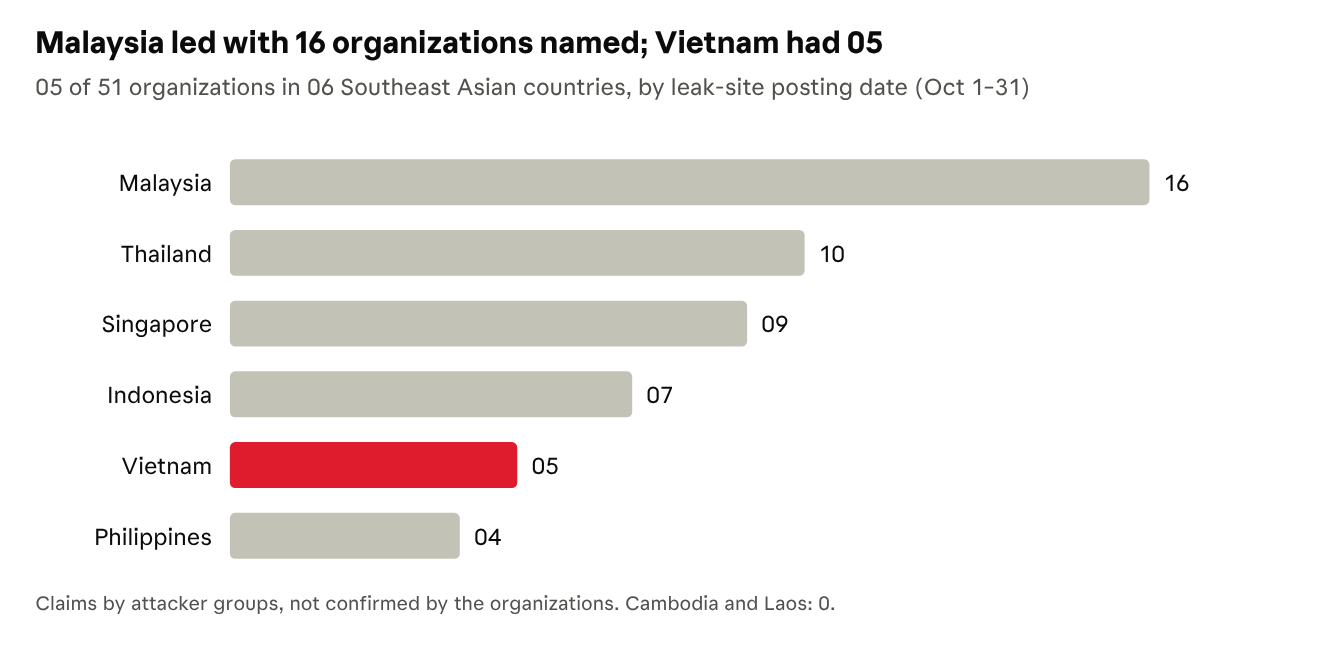 Malaysia led with 16 organizations named; Vietnam had 05
05 of 51 organizations in 06 Southeast Asian countries, by leak-site posting date (Oct 1–31)
Malaysia 16
Thailand 10
Singapore 09
Indonesia 07
Vietnam 05
Philippines 04
Claims by attacker groups, not confirmed by the organizations. Cambodia and Laos: 0.